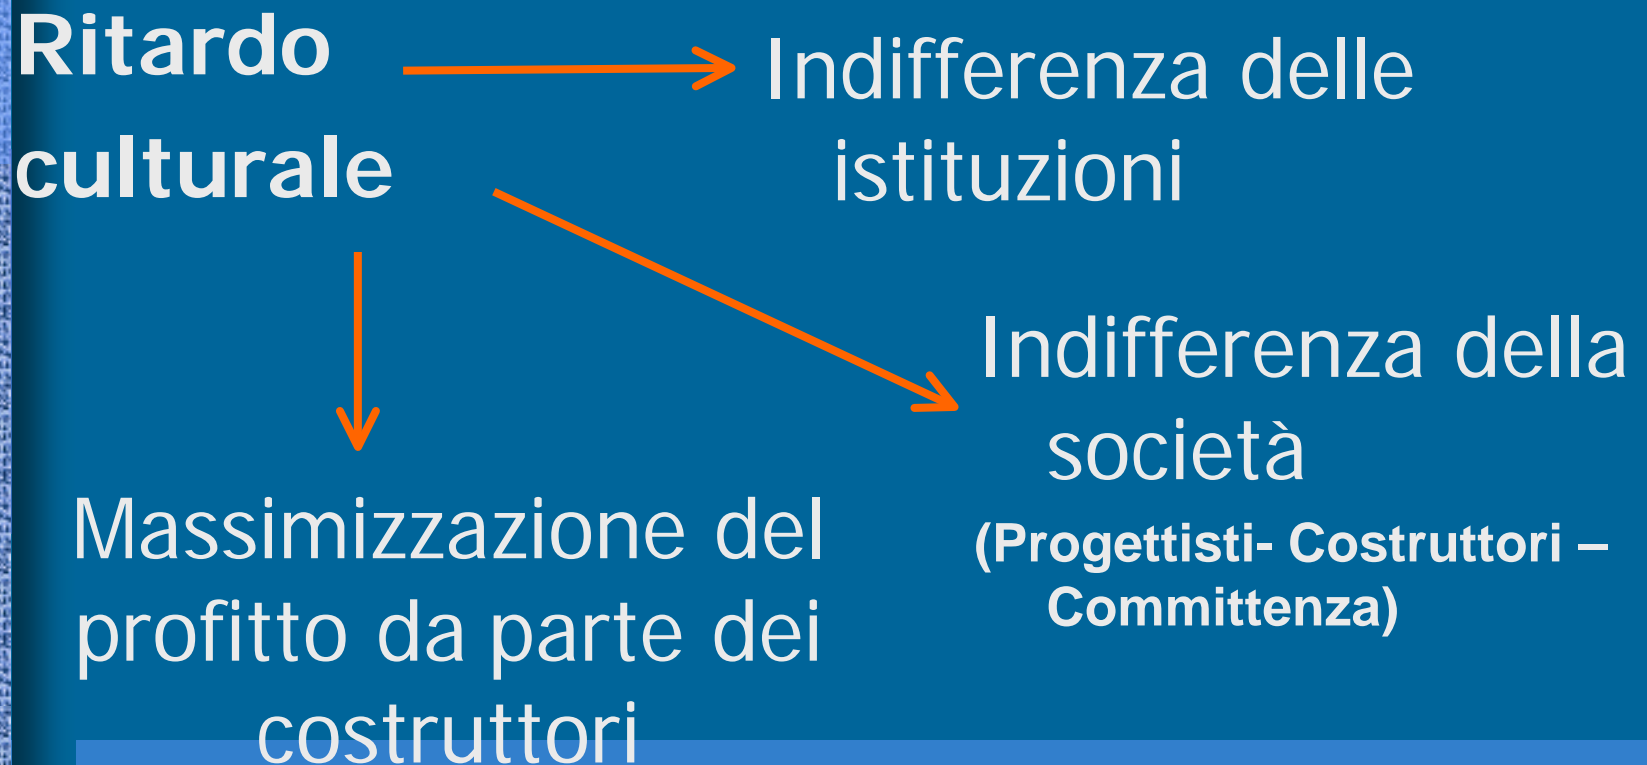 Ritardo
culturale
Indifferenza delle
istituzioni
Indifferenza della
società
(Progettisti- Costruttori –
Committenza)
Massimizzazione del
profitto da parte dei
costruttori